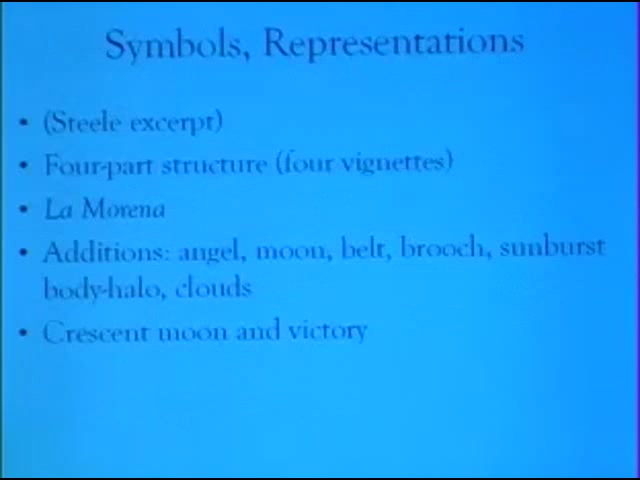 Symbols, Representations
• (Steele excerpt)
• Four-part structure (four vignettes)
• La Morena
• Additions: angel, moon, belt, brooch, sunburst
body-halo, clouds
• Crescent moon and victory